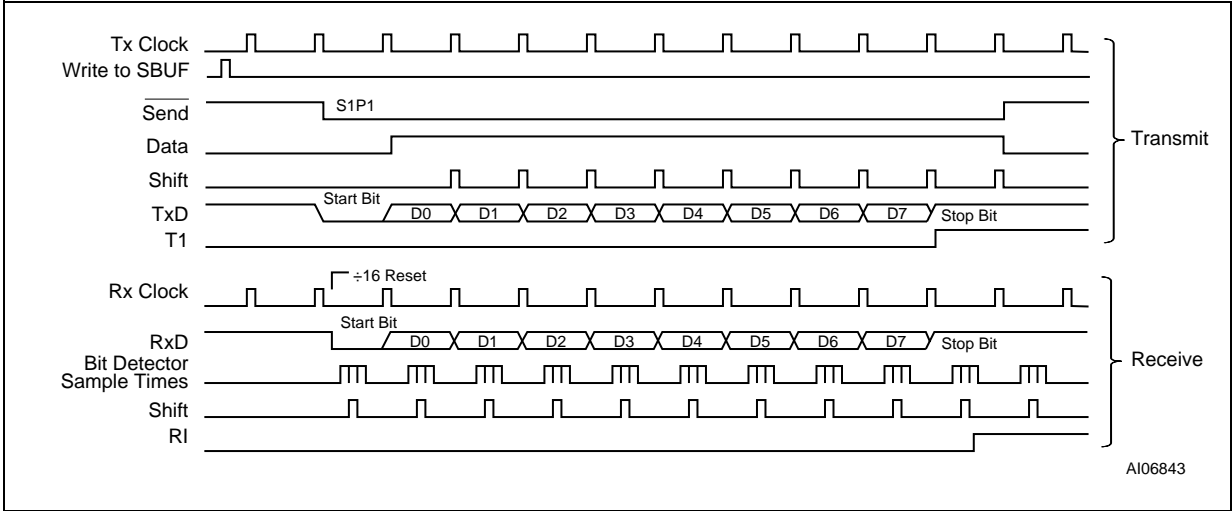 Tx Clock
Write to SBUF
Send
S1P1
Data
Transmit
Shift
TxD
Start Bit
D0 D1 D2 D3 D4 D5 D6 D7
Stop Bit
T1
÷16 Reset
Rx Clock
RxD
Start Bit
D0 D1 D2 D3 D4 D5 D6 D7
Stop Bit
Bit Detector
Sample Times
Receive
Shift
RI
AI06843